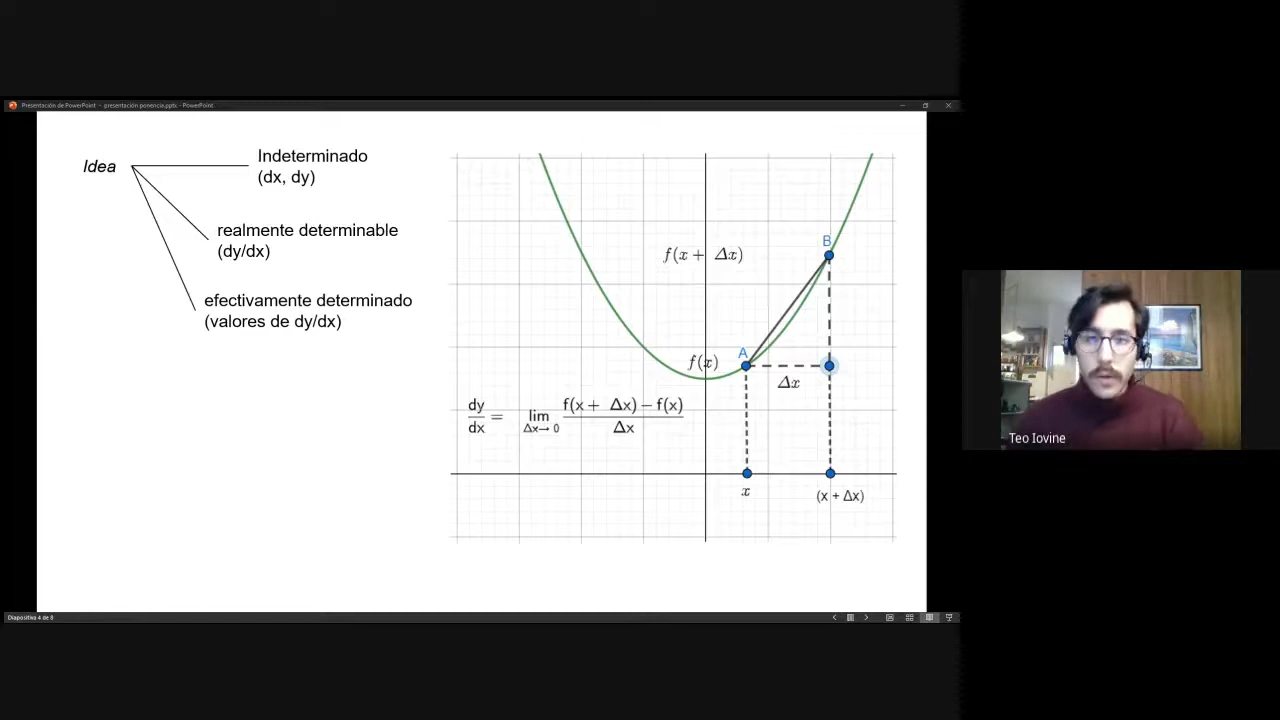 Presentación de PowerPoint - presentación ponencia.pptx - PowerPoint
Idea
Indeterminado
(dx, dy)
realmente determinable
(dy/dx)
efectivamente determinado
(valores de dy/dx)
f(x + Δx)
B
f(x)
A
Δx
dy/dx = lim Δx→0 f(x + Δx) − f(x) / Δx
x
(x + Δx)
Teo Iovine
Diapositiva 4 de 8